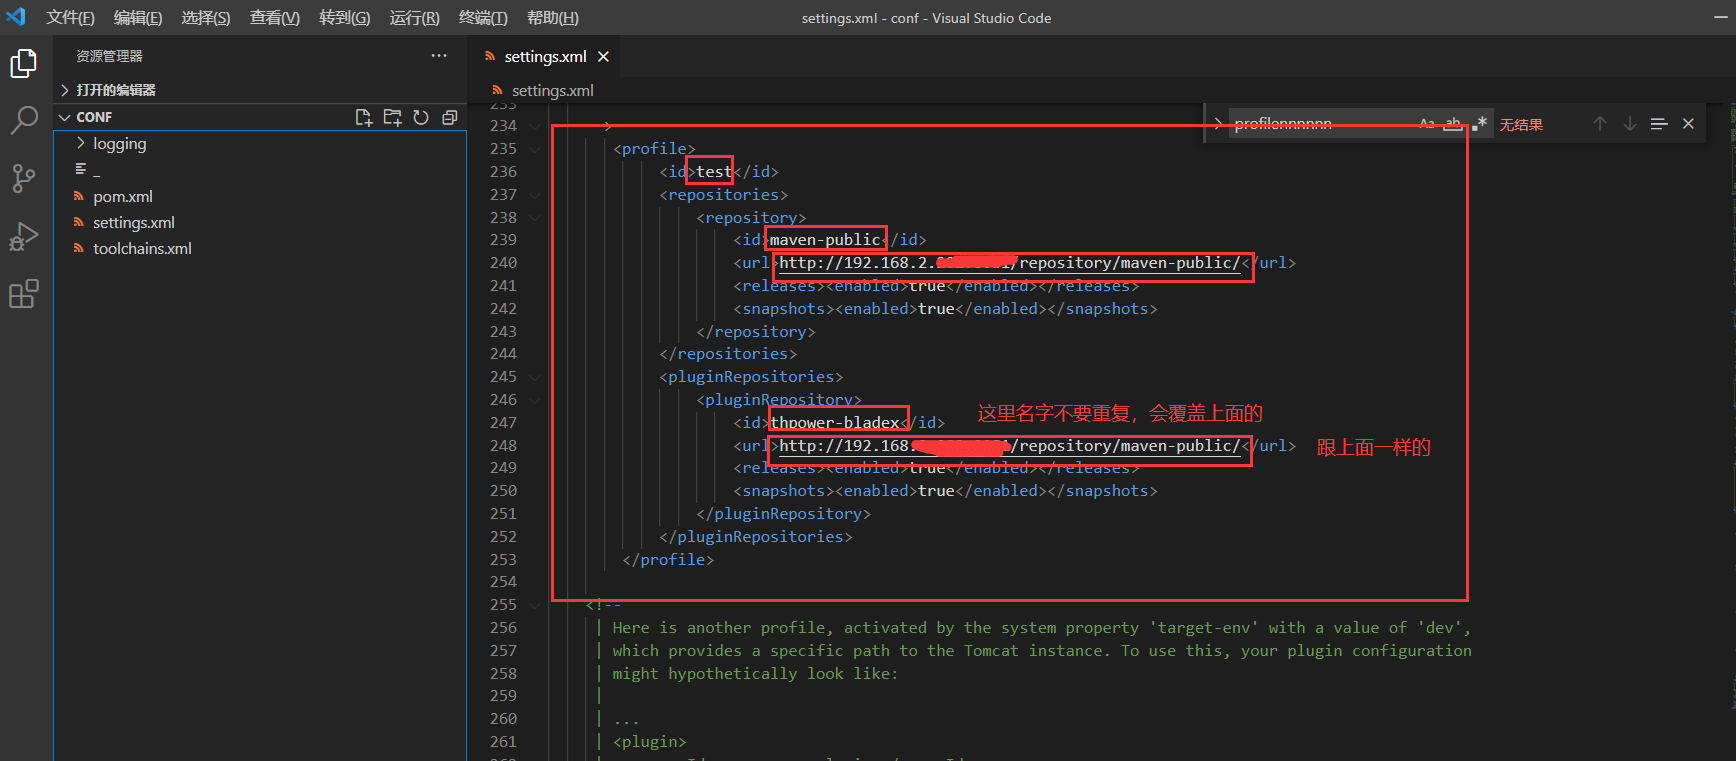 文件(F) 编辑(E) 选择(S) 查看(V) 转到(G) 运行(R) 终端(T) 帮助(H)
settings.xml - conf - Visual Studio Code
资源管理器 ···
打开的编辑器
CONF
logging
_
pom.xml
settings.xml
toolchains.xml
settings.xml
settings.xml
profilennnnnn Aa ab .* 无结果
233
234
235 <profile>
236 <id>test</id>
237 <repositories>
238 <repository>
239 <id>maven-public</id>
240 <url>http://192.168.2. /repository/maven-public/</url>
241 <releases><enabled>true</enabled></releases>
242 <snapshots><enabled>true</enabled></snapshots>
243 </repository>
244 </repositories>
245 <pluginRepositories>
246 <pluginRepository>
247 <id>thpower-bladex</id> 这里名字不要重复，会覆盖上面的
248 <url>http://192.168. /repository/maven-public/</url> 跟上面一样的
249 <releases><enabled>true</enabled></releases>
250 <snapshots><enabled>true</enabled></snapshots>
251 </pluginRepository>
252 </pluginRepositories>
253 </profile>
254
255 <!--
256 | Here is another profile, activated by the system property 'target-env' with a value of 'dev',
257 | which provides a specific path to the Tomcat instance. To use this, your plugin configuration
258 | might hypothetically look like:
259 |
260 | ...
261 | <plugin>